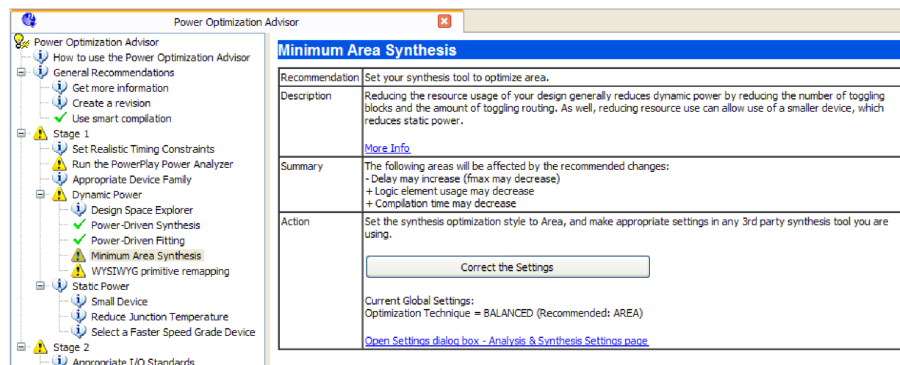 Power Optimization Advisor
Power Optimization Advisor
How to use the Power Optimization Advisor
General Recommendations
Get more information
Create a revision
Use smart compilation
Stage 1
Set Realistic Timing Constraints
Run the PowerPlay Power Analyzer
Appropriate Device Family
Dynamic Power
Design Space Explorer
Power-Driven Synthesis
Power-Driven Fitting
Minimum Area Synthesis
WYSIWYG primitive remapping
Static Power
Small Device
Reduce Junction Temperature
Select a Faster Speed Grade Device
Stage 2
Appropriate I/O Standards
Minimum Area Synthesis
Recommendation Set your synthesis tool to optimize area.
Description Reducing the resource usage of your design generally reduces dynamic power by reducing the number of toggling
blocks and the amount of toggling routing. As well, reducing resource use can allow use of a smaller device, which
reduces static power.
More Info
Summary The following areas will be affected by the recommended changes:
- Delay may increase (fmax may decrease)
+ Logic element usage may decrease
+ Compilation time may decrease
Action Set the synthesis optimization style to Area, and make appropriate settings in any 3rd party synthesis tool you are
using.
Correct the Settings
Current Global Settings:
Optimization Technique = BALANCED (Recommended: AREA)
Open Settings dialog box - Analysis & Synthesis Settings page